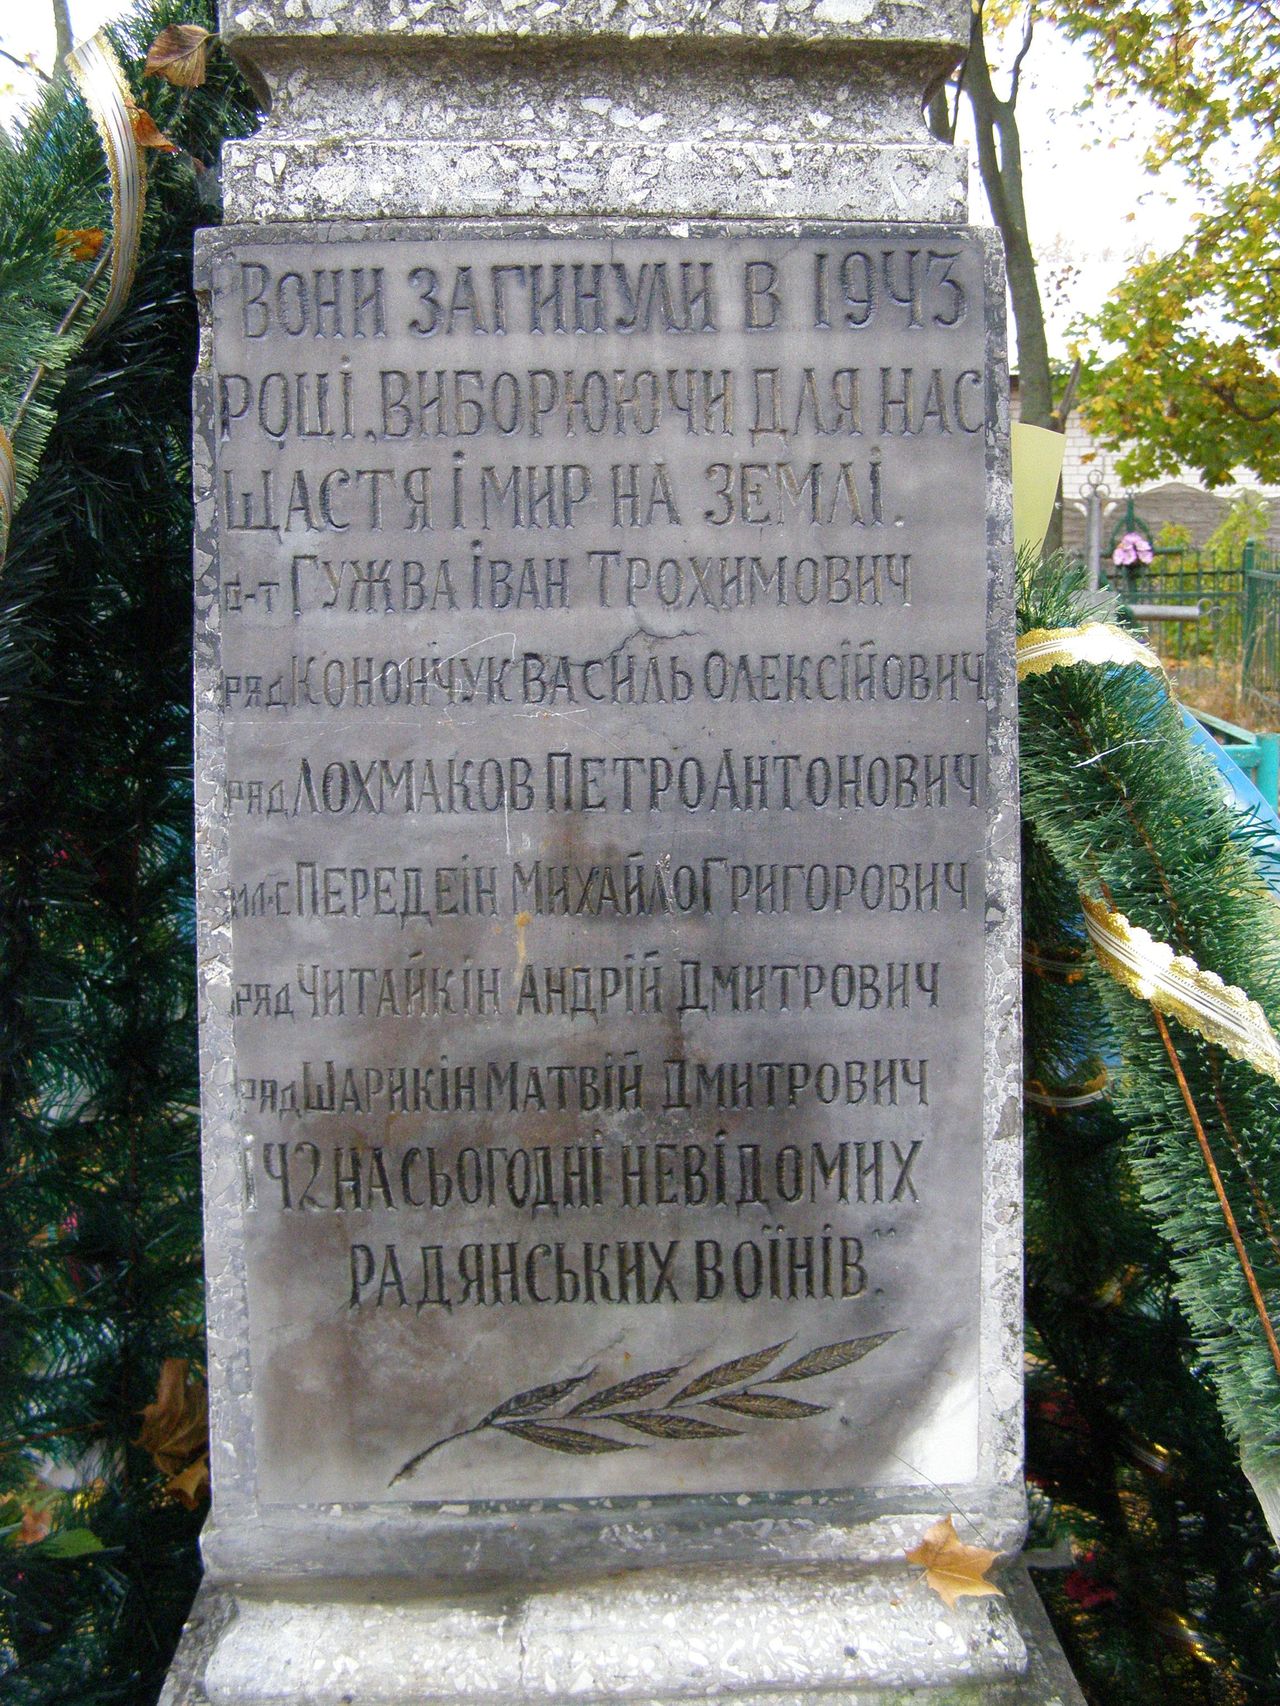 "Вони загинули в 1943
році, виборюючи для нас
щастя і мир на землі.
с-т Гужва Іван Трохимович
ряд Конончук Василь Олексійович
ряд Лохмаков Петро Антонович
мл-с Передеін Михайло Григорович
ряд Читайкін Андрій Дмитрович
ряд Шарикін Матвій Дмитрович
і 42 на сьогодні невідомих
радянських воїнів".